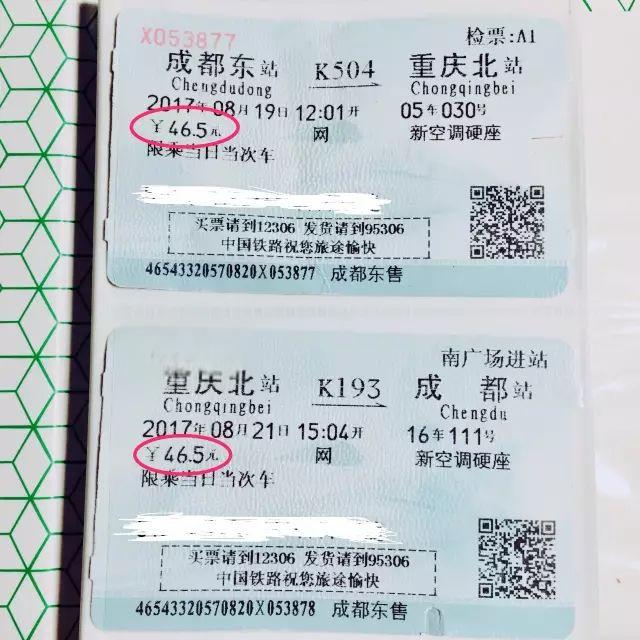 X053877 检票:A1
成都东站 K504 重庆北站
Chengdudong Chongqingbei
2017年08月19日12:01开 05车030号
￥46.5元 网 新空调硬座
限乘当日当次车
买票请到12306 发货请到95306
中国铁路祝您旅途愉快
46543320570820X053877 成都东售
南广场进站
重庆北站 K193 成都站
Chongqingbei Chengdu
2017年08月21日15:04开 16车111号
￥46.5元 网 新空调硬座
限乘当日当次车
买票请到12306 发货请到95306
中国铁路祝您旅途愉快
46543320570820X053878 成都东售